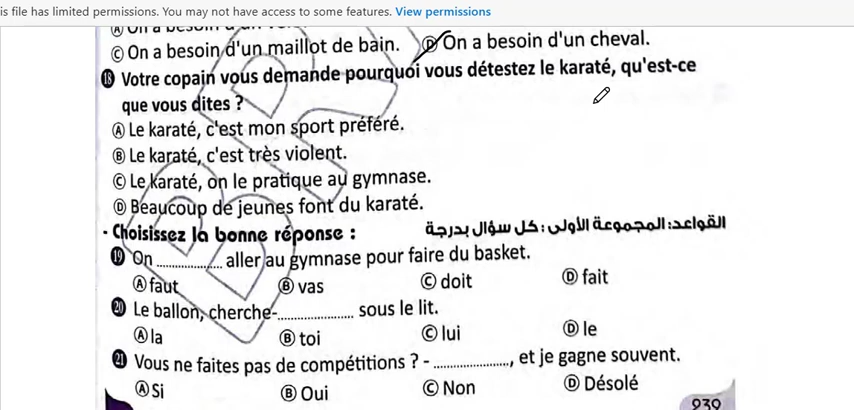 is file has limited permissions. You may not have access to some features. View permissions
Ⓒ On a besoin d'un maillot de bain. Ⓓ On a besoin d'un cheval.
⓲ Votre copain vous demande pourquoi vous détestez le karaté, qu'est-ce
que vous dites ?
Ⓐ Le karaté, c'est mon sport préféré.
Ⓑ Le karaté, c'est très violent.
Ⓒ Le karaté, on le pratique au gymnase.
Ⓓ Beaucoup de jeunes font du karaté.
- Choisissez la bonne réponse : القواعد: المجموعة الأولى: كل سؤال بدرجة
⓳ On ................ aller au gymnase pour faire du basket.
Ⓐ faut Ⓑ vas Ⓒ doit Ⓓ fait
⓴ Le ballon, cherche-................... sous le lit.
Ⓐ la Ⓑ toi Ⓒ lui Ⓓ le
㉑ Vous ne faites pas de compétitions ? - ..................., et je gagne souvent.
Ⓐ Si Ⓑ Oui Ⓒ Non Ⓓ Désolé
239